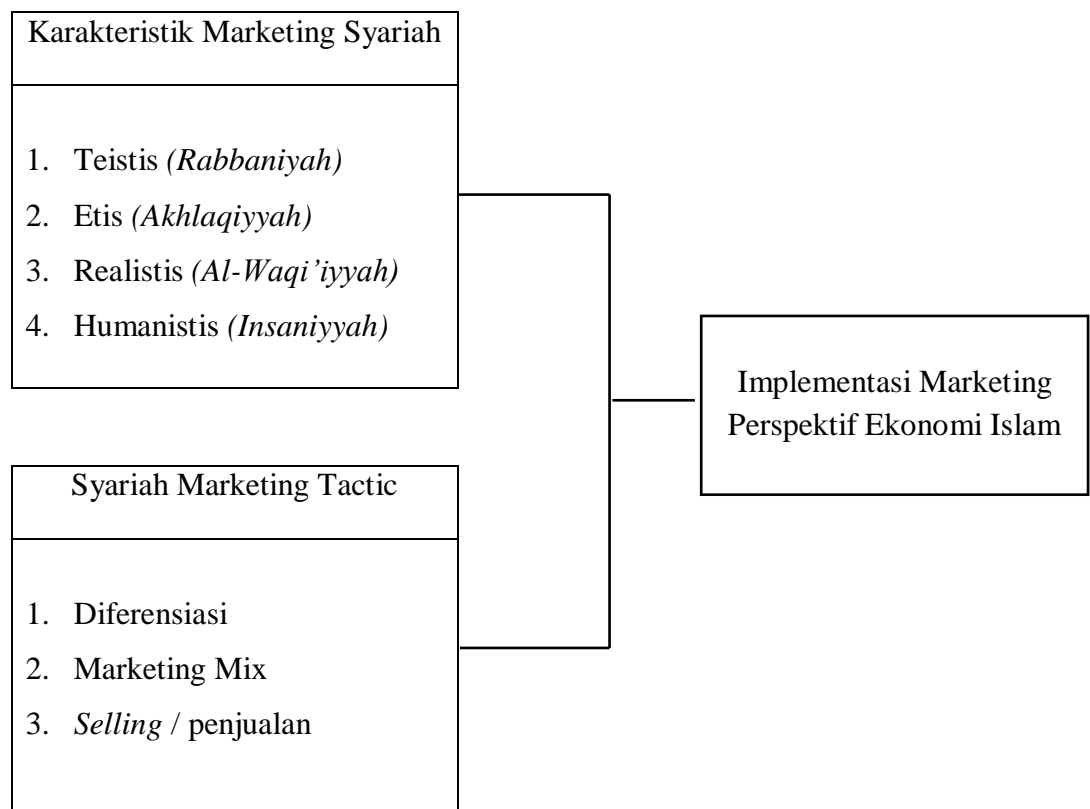 Karakteristik Marketing Syariah
1. Teistis (Rabbaniyah)
2. Etis (Akhlaqiyyah)
3. Realistis (Al-Waqi’iyyah)
4. Humanistis (Insaniyyah)
Syariah Marketing Tactic
1. Diferensiasi
2. Marketing Mix
3. Selling / penjualan
Implementasi Marketing
Perspektif Ekonomi Islam